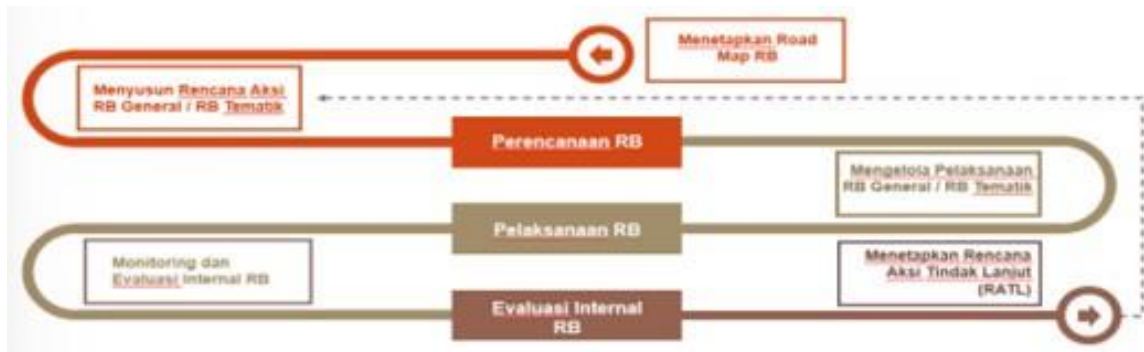 Menetapkan Road
Map RB
Menyusun Rencana Aksi
RB General / RB Tematik
Perencanaan RB
Mengelola Pelaksanaan
RB General / RB Tematik
Pelaksanaan RB
Monitoring dan
Evaluasi Internal RB
Menetapkan Rencana
Aksi Tindak Lanjut
(RATL)
Evaluasi Internal
RB